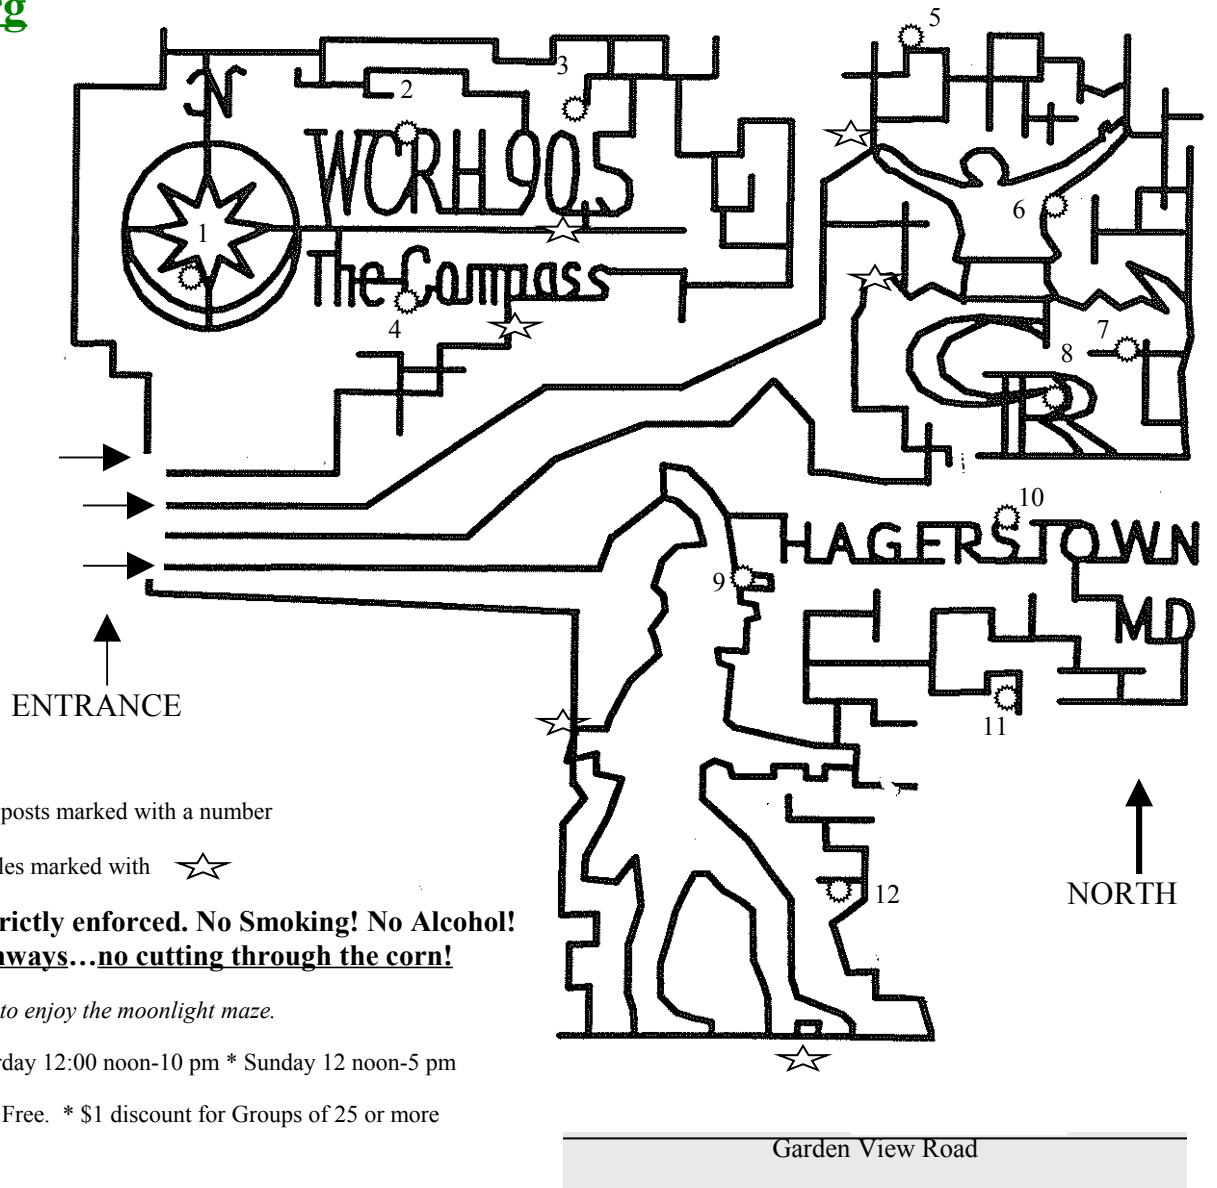 rg
5
3
2
N
WCRH 90.5
6
1
The Compass
4
7
8
10
HAGERSTOWN
9
MD
ENTRANCE
11
posts marked with a number
les marked with
12
NORTH
rictly enforced. No Smoking! No Alcohol!
ways…no cutting through the corn!
to enjoy the moonlight maze.
rday 12:00 noon-10 pm * Sunday 12 noon-5 pm
Free. * $1 discount for Groups of 25 or more
Garden View Road